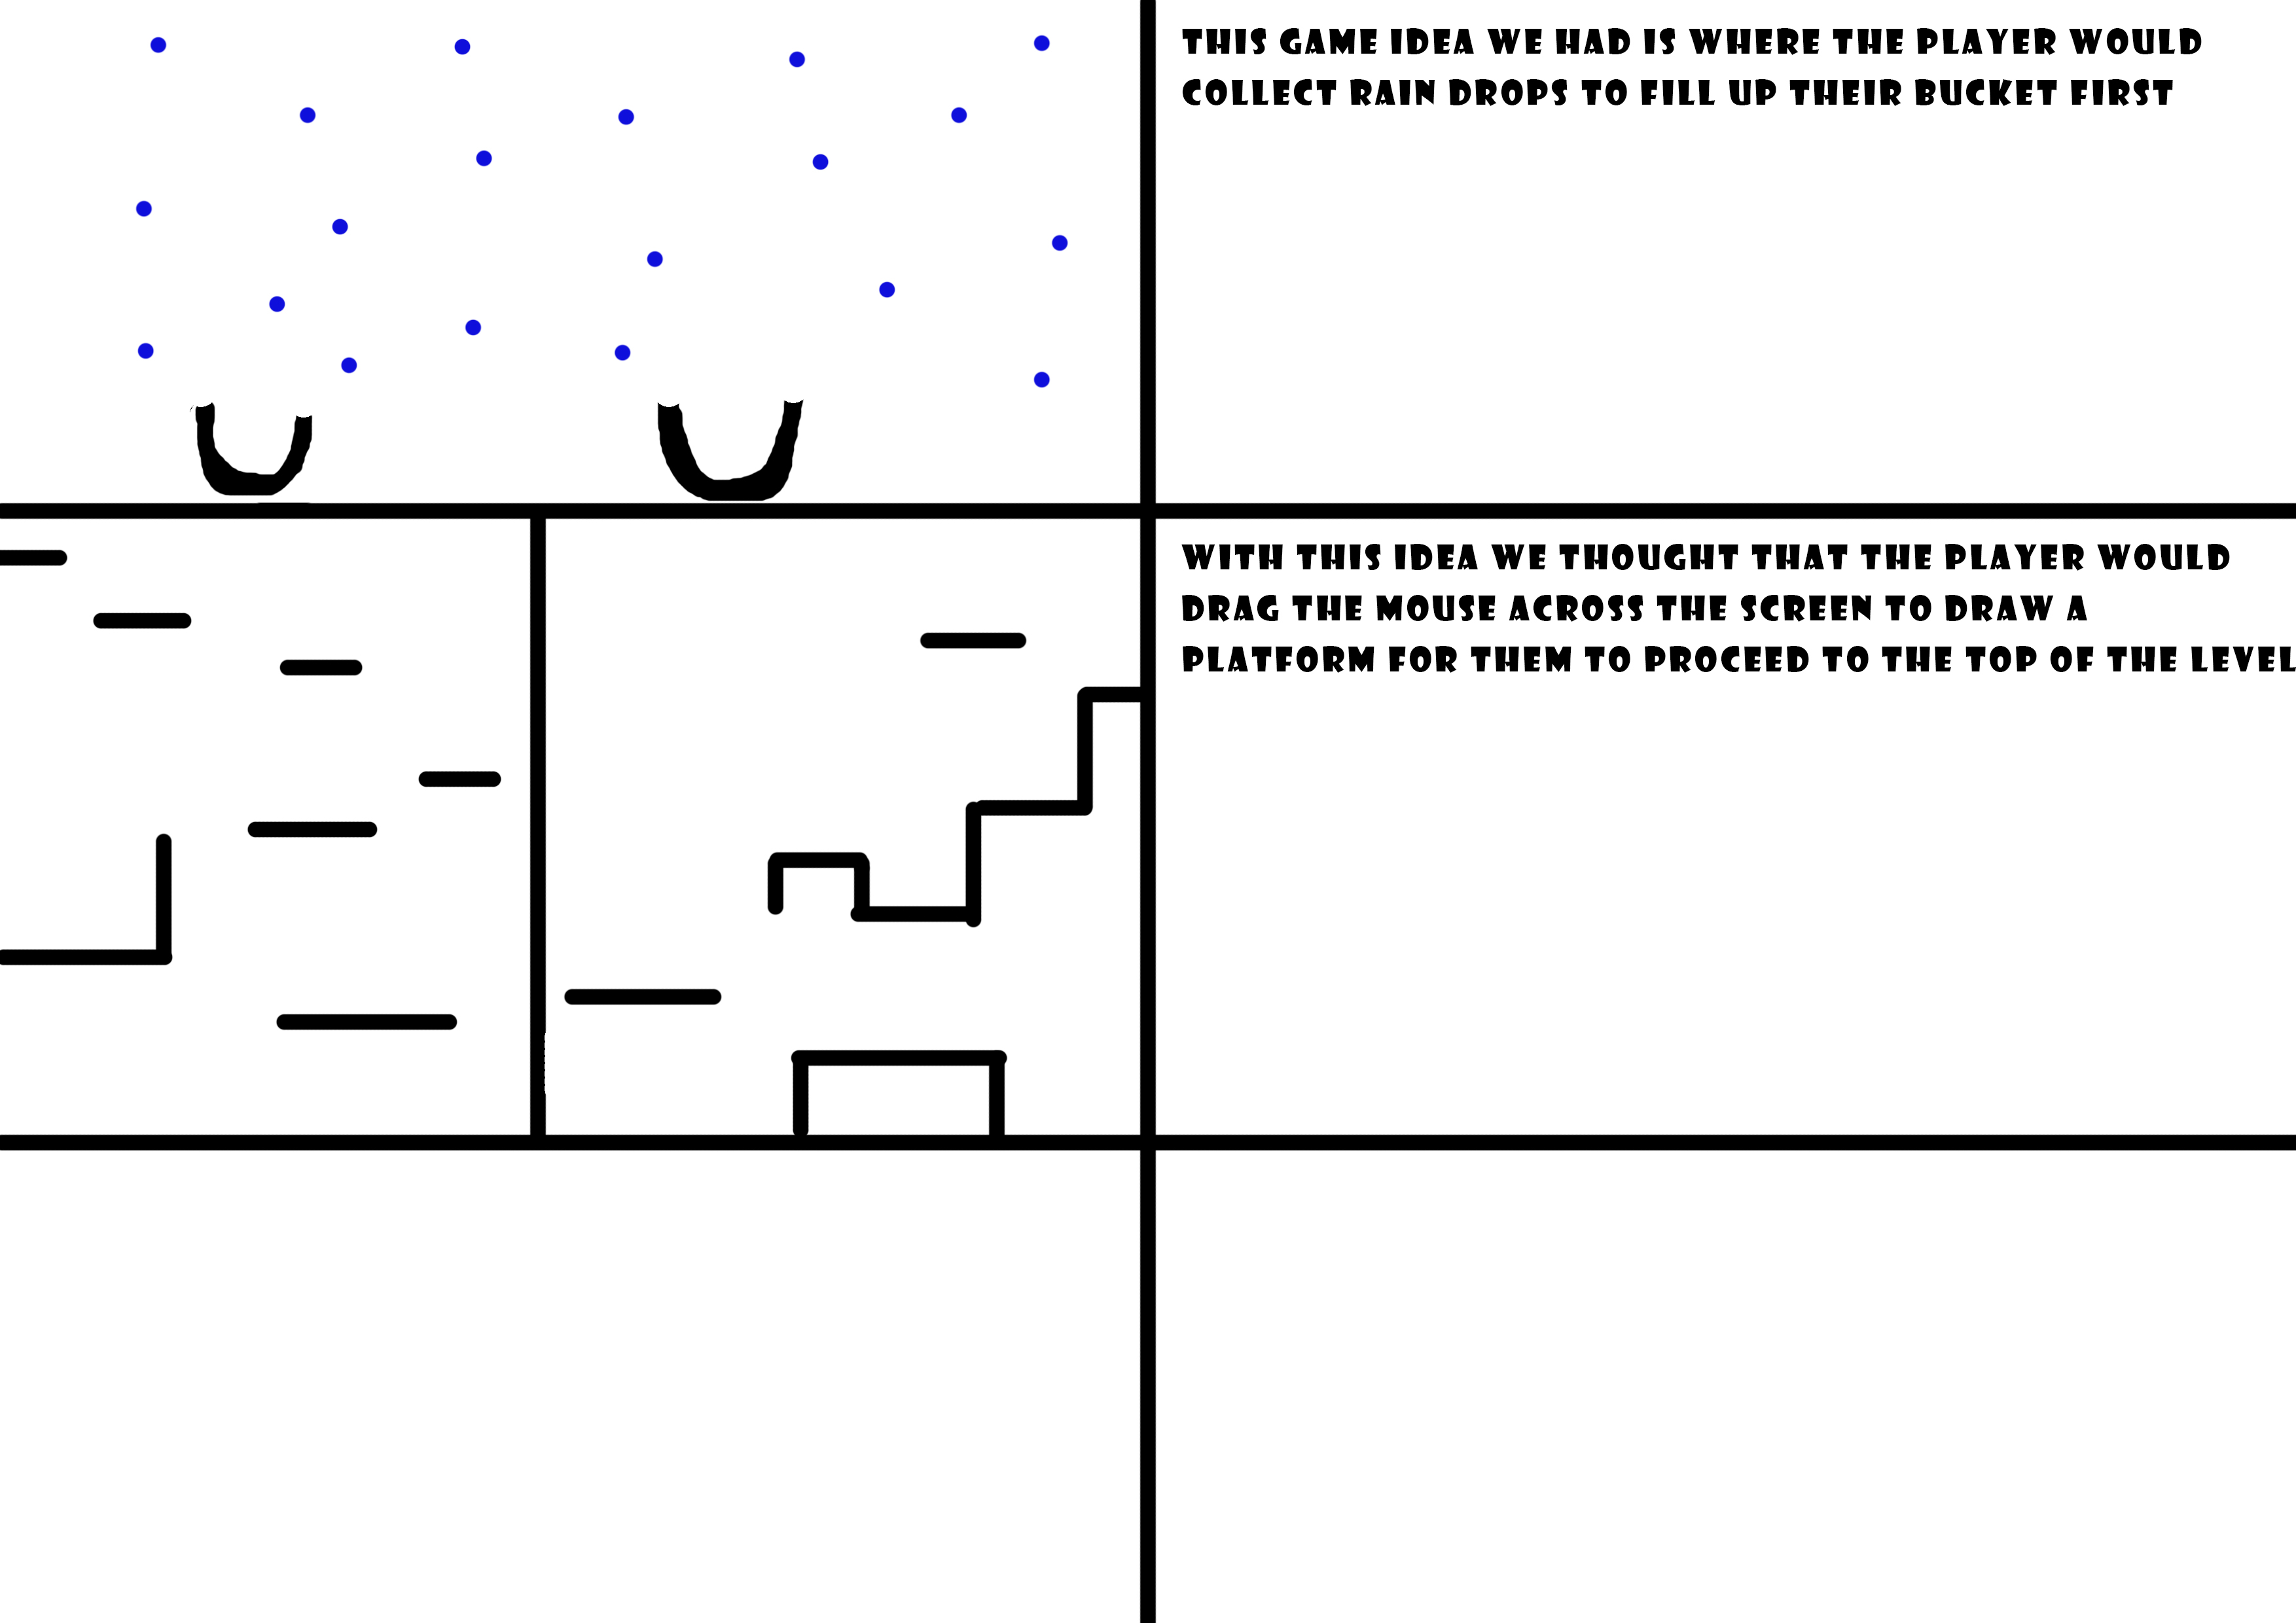 THIS GAME IDEA WE HAD IS WHERE THE PLAYER WOULD
COLLECT RAIN DROPS TO FILL UP THEIR BUCKET FIRST
WITH THIS IDEA WE THOUGHT THAT THE PLAYER WOULD
DRAG THE MOUSE ACROSS THE SCREEN TO DRAW A
PLATFORM FOR THEM TO PROCEED TO THE TOP OF THE LEVEL